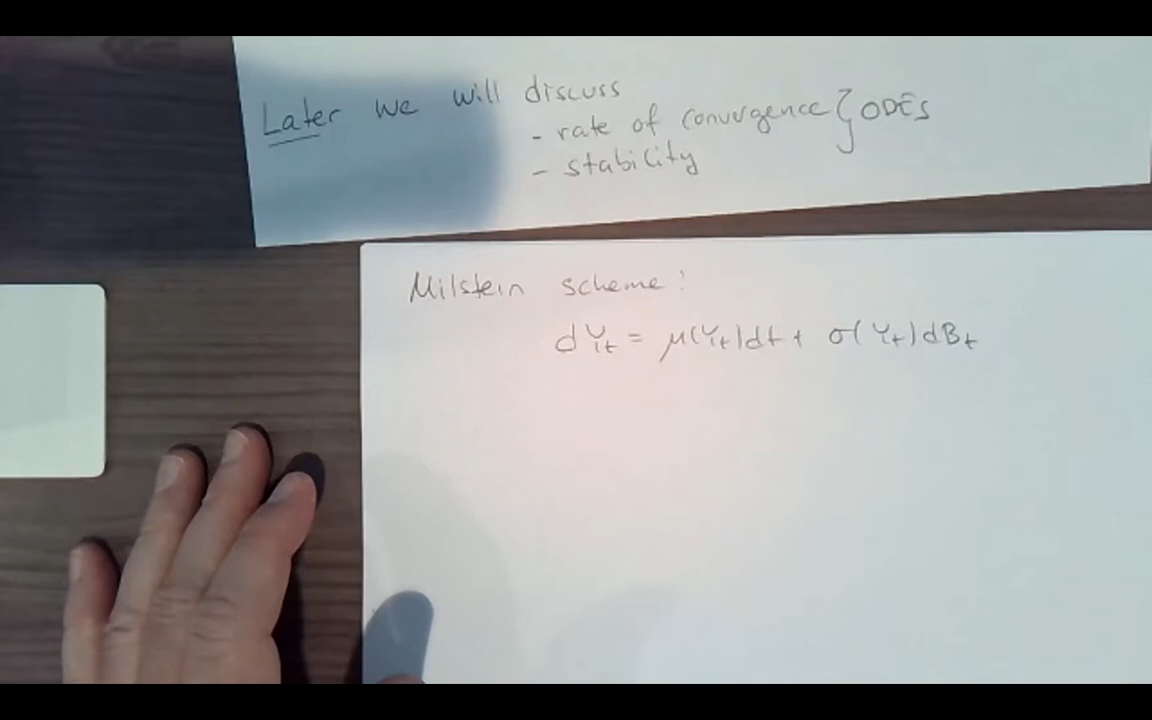 Later we will discuss
- rate of convergence } ODEs
- stability
Milstein scheme:
dY_t = μ(Y_t)dt + σ(Y_t)dB_t